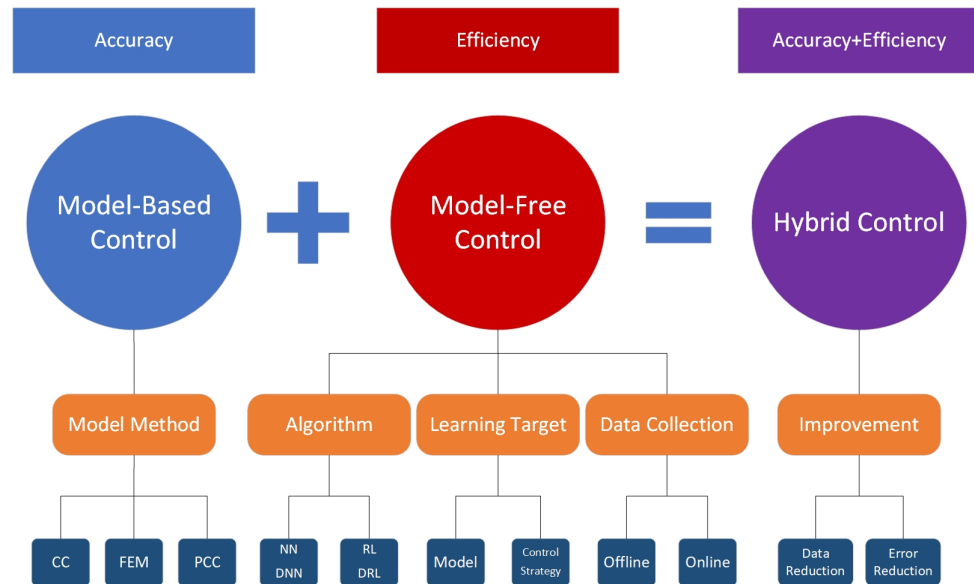 Accuracy
Efficiency
Accuracy+Efficiency
Model-Based
Control
Model-Free
Control
Hybrid Control
Model Method
Algorithm
Learning Target
Data Collection
Improvement
CC
FEM
PCC
NN
DNN
RL
DRL
Model
Control
Strategy
Offline
Online
Data
Reduction
Error
Reduction